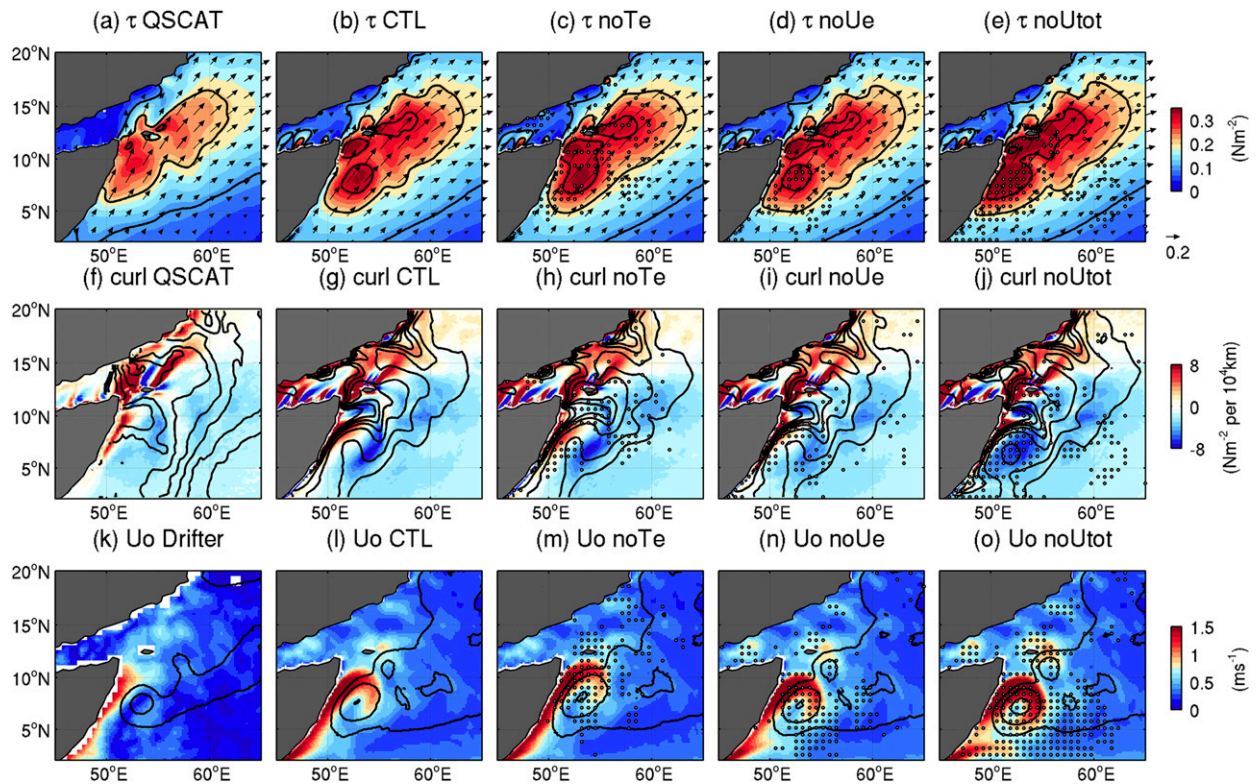 (a) τ QSCAT (b) τ CTL (c) τ noTe (d) τ noUe (e) τ noUtot
20°N
15°N
10°N
5°N
50°E 60°E 50°E 60°E 50°E 60°E 50°E 60°E 50°E 60°E
0.3
0.2
0.1
0
(Nm⁻²)
0.2
(f) curl QSCAT (g) curl CTL (h) curl noTe (i) curl noUe (j) curl noUtot
20°N
15°N
10°N
5°N
50°E 60°E 50°E 60°E 50°E 60°E 50°E 60°E 50°E 60°E
8
4
0
-4
-8
(Nm⁻² per 10⁴km)
(k) Uo Drifter (l) Uo CTL (m) Uo noTe (n) Uo noUe (o) Uo noUtot
20°N
15°N
10°N
5°N
50°E 60°E 50°E 60°E 50°E 60°E 50°E 60°E 50°E 60°E
1.5
1
0.5
0
(ms⁻¹)